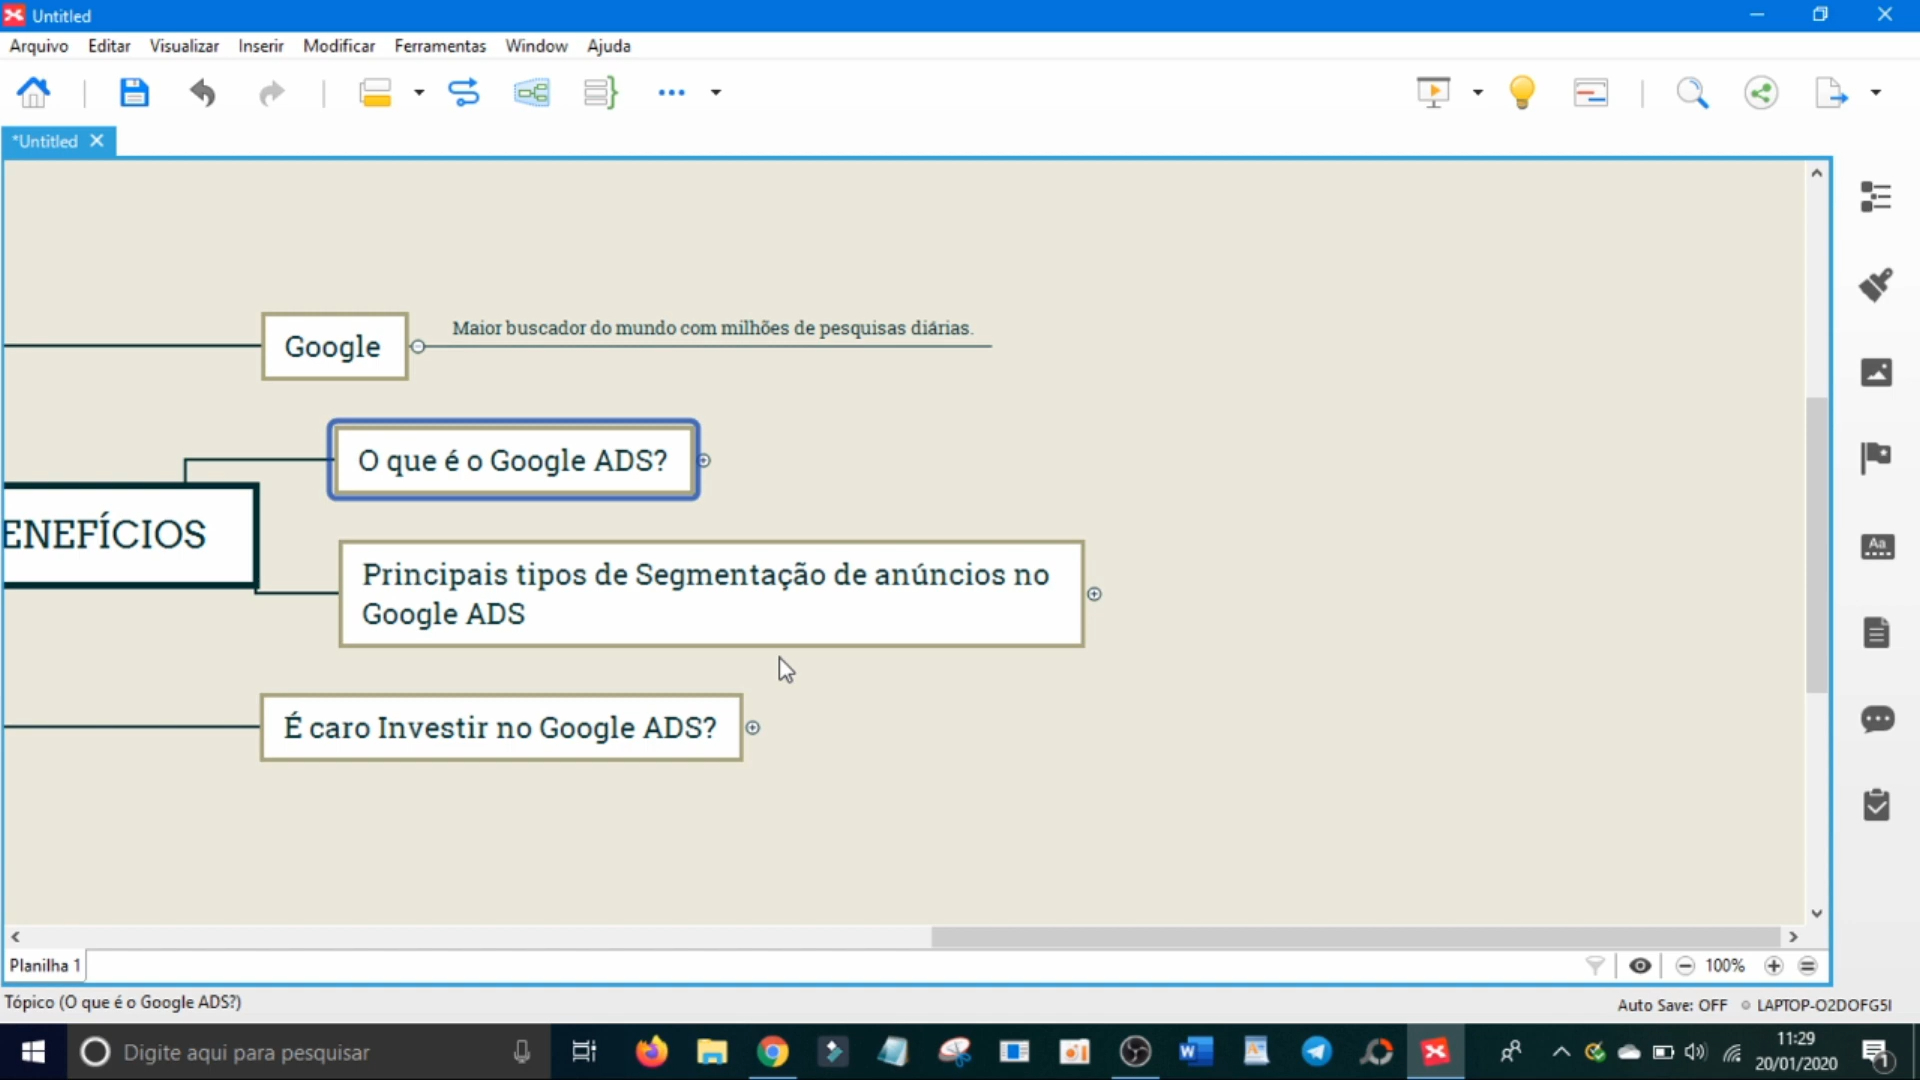 Untitled
Arquivo Editar Visualizar Inserir Modificar Ferramentas Window Ajuda
*Untitled
Maior buscador do mundo com milhões de pesquisas diárias.
Google
O que é o Google ADS?
ENEFÍCIOS
Principais tipos de Segmentação de anúncios no
Google ADS
É caro Investir no Google ADS?
Aa
Planilha 1
100%
Tópico (O que é o Google ADS?)
Auto Save: OFF
LAPTOP-O2DOFG5I
Digite aqui para pesquisar
11:29
20/01/2020
1